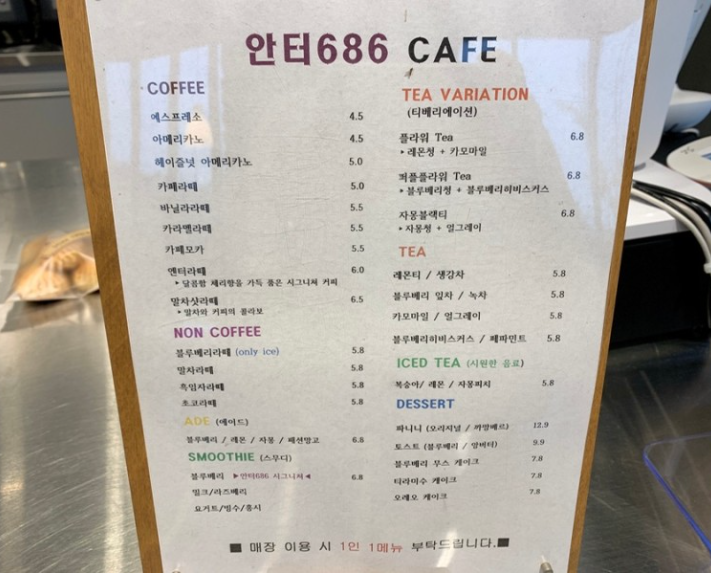 안터686 CAFE
COFFEE
에스프레소 4.5
아메리카노 4.5
헤이즐넛 아메리카노 5.0
카페라떼 5.0
바닐라라떼 5.5
카라멜라떼 5.5
카페모카 5.5
엔터라떼 6.0
▸달콤함 체리향을 가득 품은 시그니처 커피
말차샷라떼 6.5
▸말차와 커피의 콜라보
NON COFFEE
블루베리라떼 (only ice) 5.8
말차라떼 5.8
흑임자라떼 5.8
초코라떼 5.8
ADE (에이드)
블루베리 / 레몬 / 자몽 / 패션망고 6.8
SMOOTHIE (스무디)
블루베리 ▶안터686 시그니처◀ 6.8
밀크/라즈베리
요거트/딸수/홍시
TEA VARIATION
(티베리에이션)
플라워 Tea 6.8
▸레몬청 + 카모마일
퍼플플라워 Tea 6.8
▸블루베리청 + 블루베리히비스커스
자몽블랙티 6.8
▸자몽청 + 얼그레이
TEA
레몬티 / 생강차 5.8
블루베리 잎차 / 녹차 5.8
카모마일 / 얼그레이 5.8
블루베리히비스커스 / 페파민트 5.8
ICED TEA (시원한 음료)
복숭아/ 레몬 / 자몽피치 5.8
DESSERT
파니니 (오리지널 / 까망베르) 12.9
토스트 (블루베리 / 앙버터) 9.9
블루베리 무스 케이크 7.8
티라미수 케이크 7.8
오레오 케이크 7.8
■ 매장 이용 시 1인 1메뉴 부탁드립니다.■